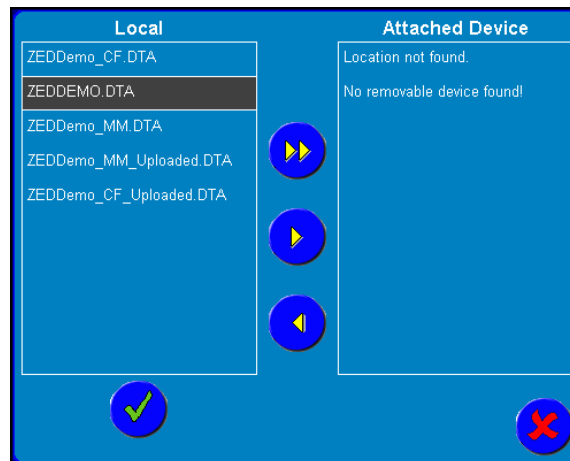 Local
ZEDDemo_CF.DTA
ZEDDEMO.DTA
ZEDDemo_MM.DTA
ZEDDemo_MM_Uploaded.DTA
ZEDDemo_CF_Uploaded.DTA
Attached Device
Location not found.
No removable device found!